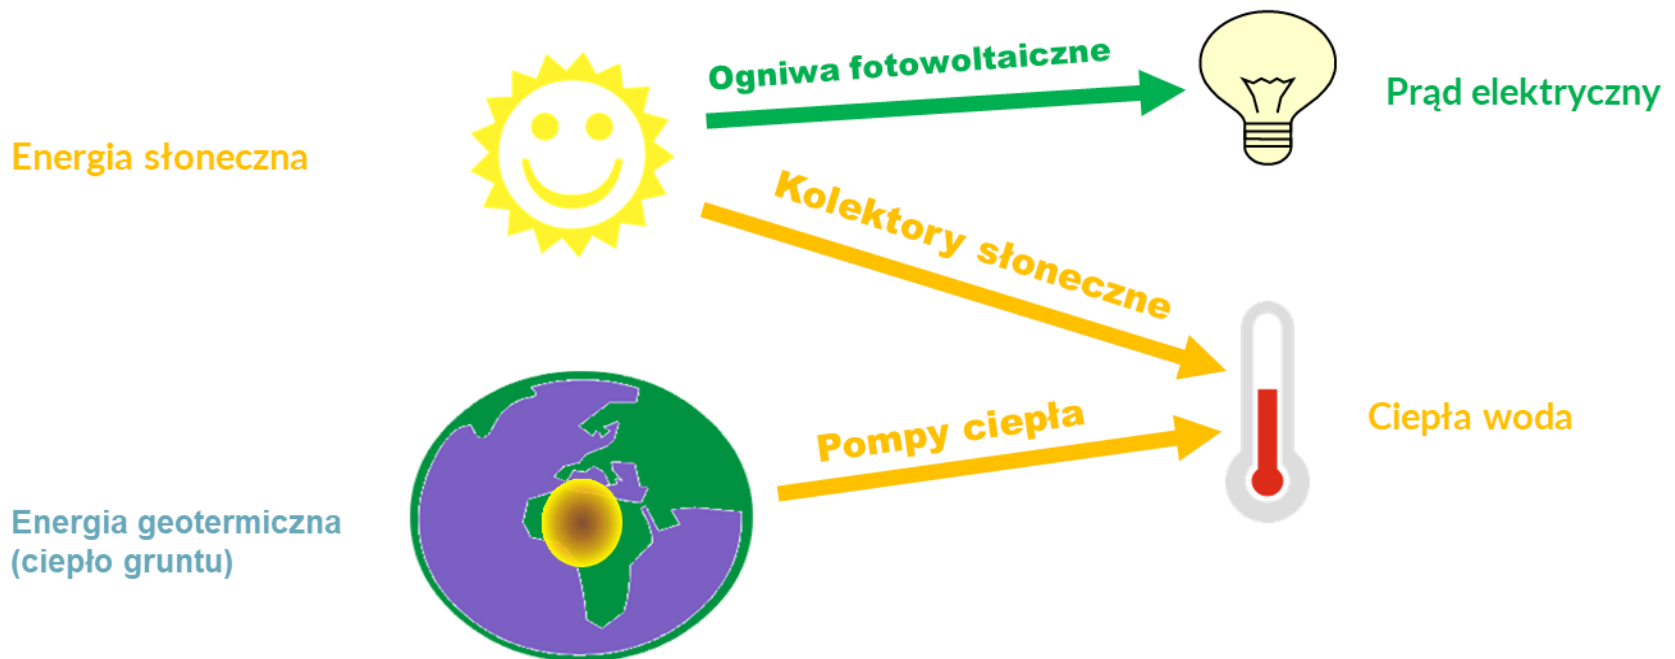 Ogniwa fotowoltaiczne
Prąd elektryczny
Energia słoneczna
Kolektory słoneczne
Pompy ciepła
Ciepła woda
Energia geotermiczna
(ciepło gruntu)